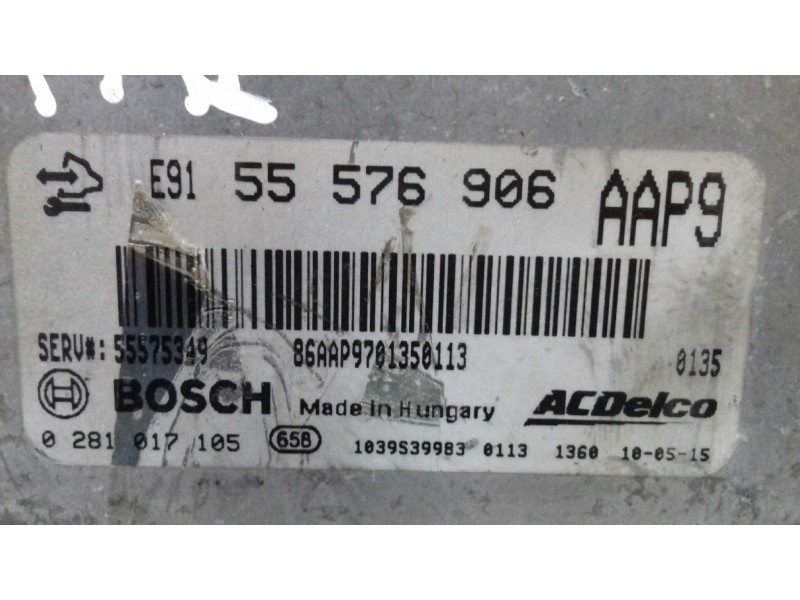 E91 55 576 906 AAP9
SERV#: 55575349 86AAP9701350113 0135
BOSCH Made in Hungary ACDelco
0 281 017 105 658 1039S39983 0113 1360 10-05-15